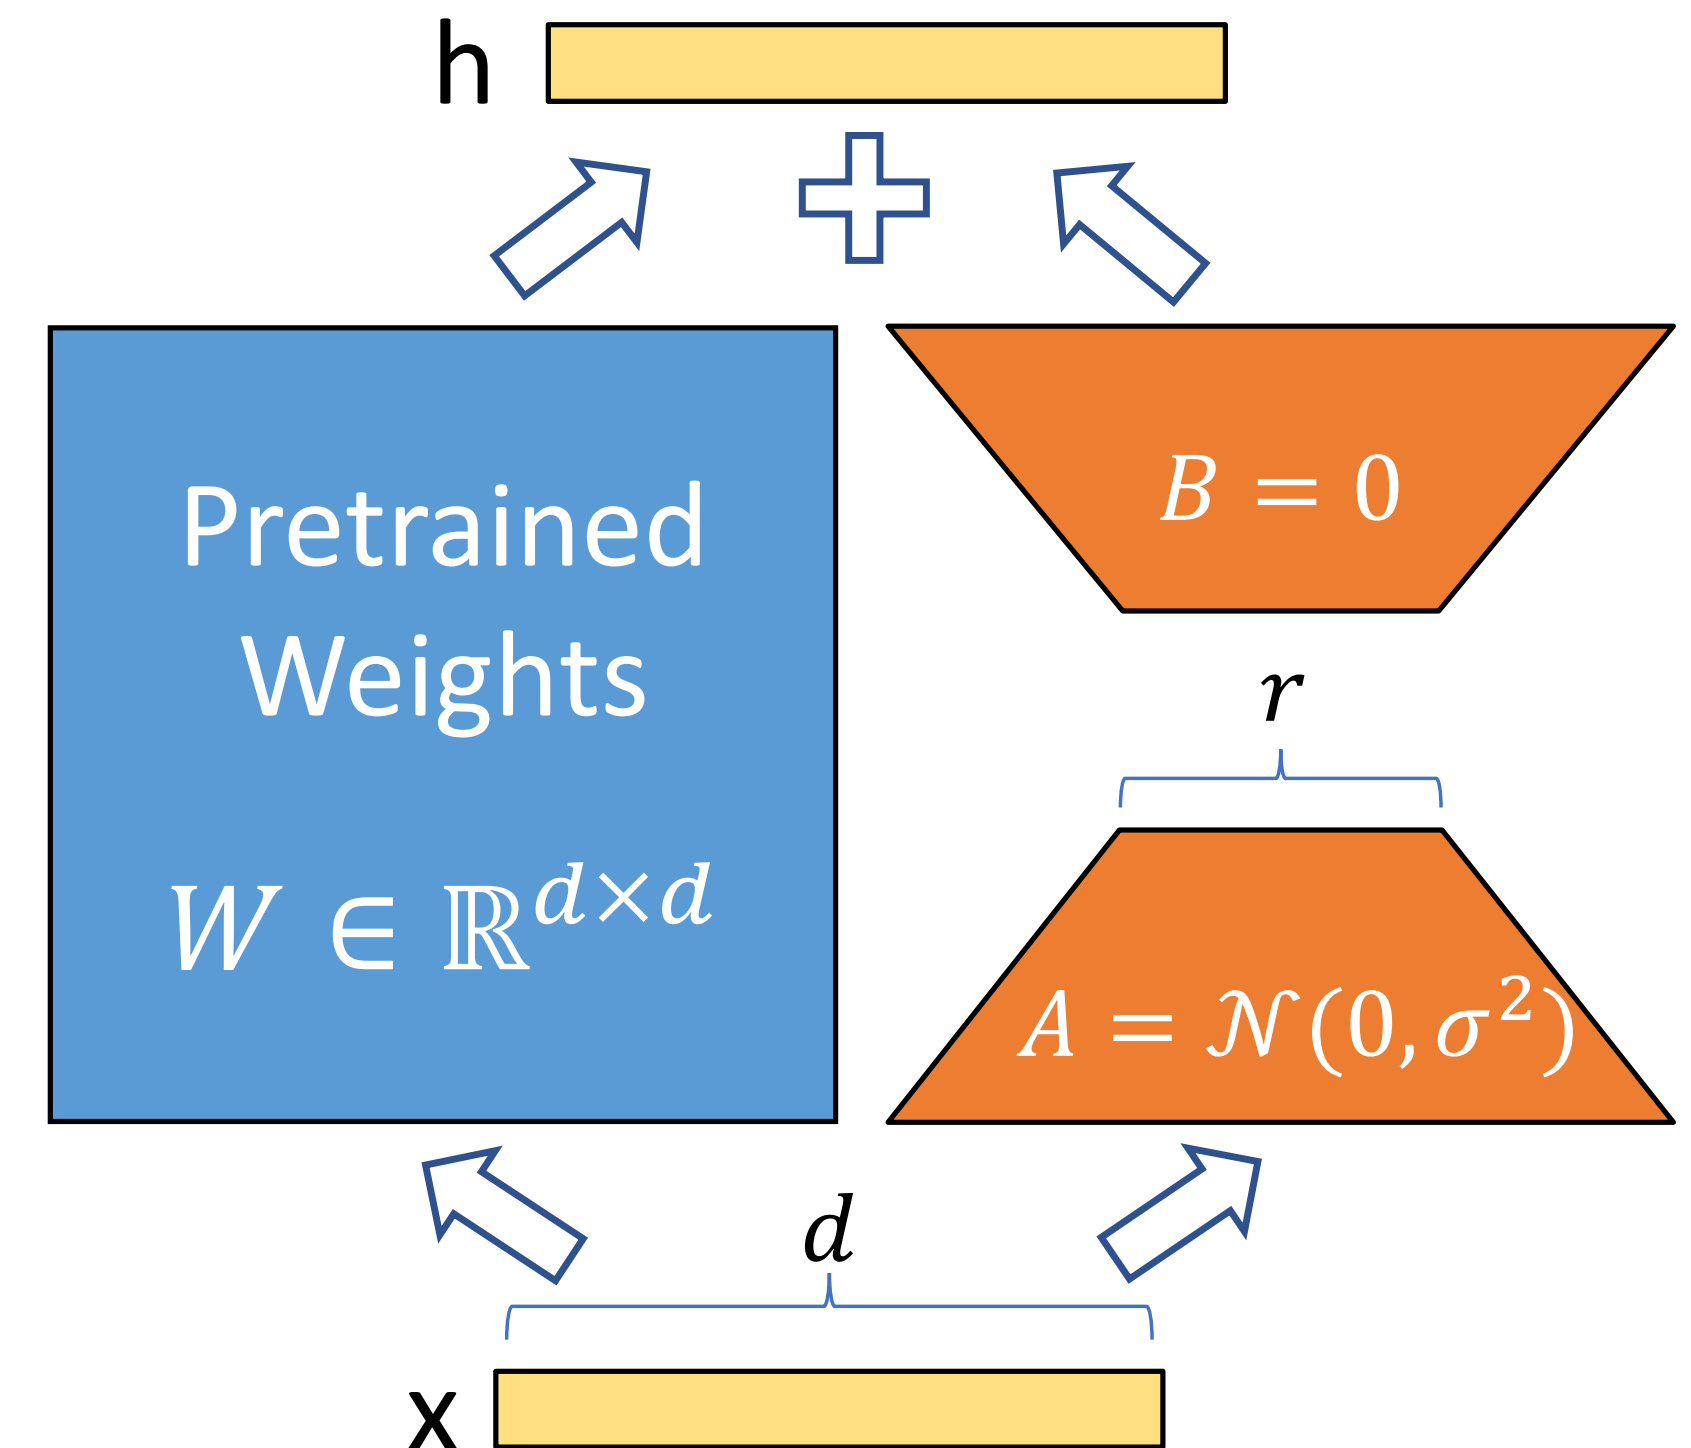 h
Pretrained
Weights
W ∈ ℝ^{d×d}
B = 0
r
A = 𝒩(0, σ²)
d
x